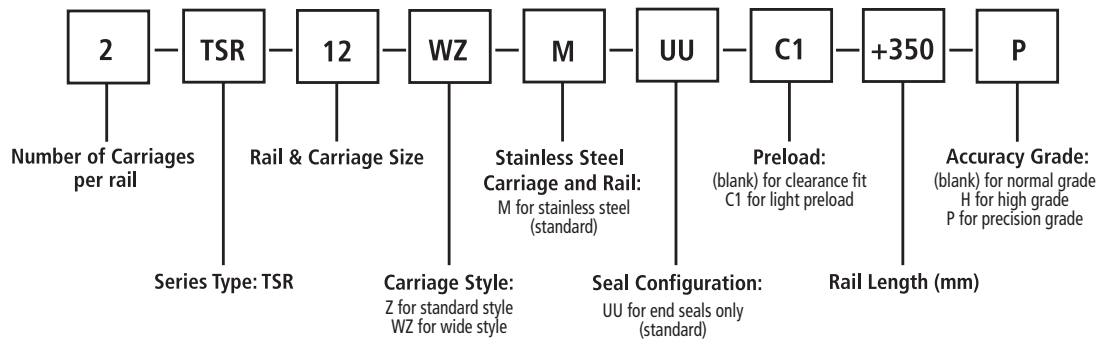 2 — TSR — 12 — WZ — M — UU — C1 — +350 — P
Number of Carriages
per rail
Rail & Carriage Size
Stainless Steel
Carriage and Rail:
M for stainless steel
(standard)
Preload:
(blank) for clearance fit
C1 for light preload
Accuracy Grade:
(blank) for normal grade
H for high grade
P for precision grade
Series Type: TSR
Carriage Style:
Z for standard style
WZ for wide style
Seal Configuration:
UU for end seals only
(standard)
Rail Length (mm)